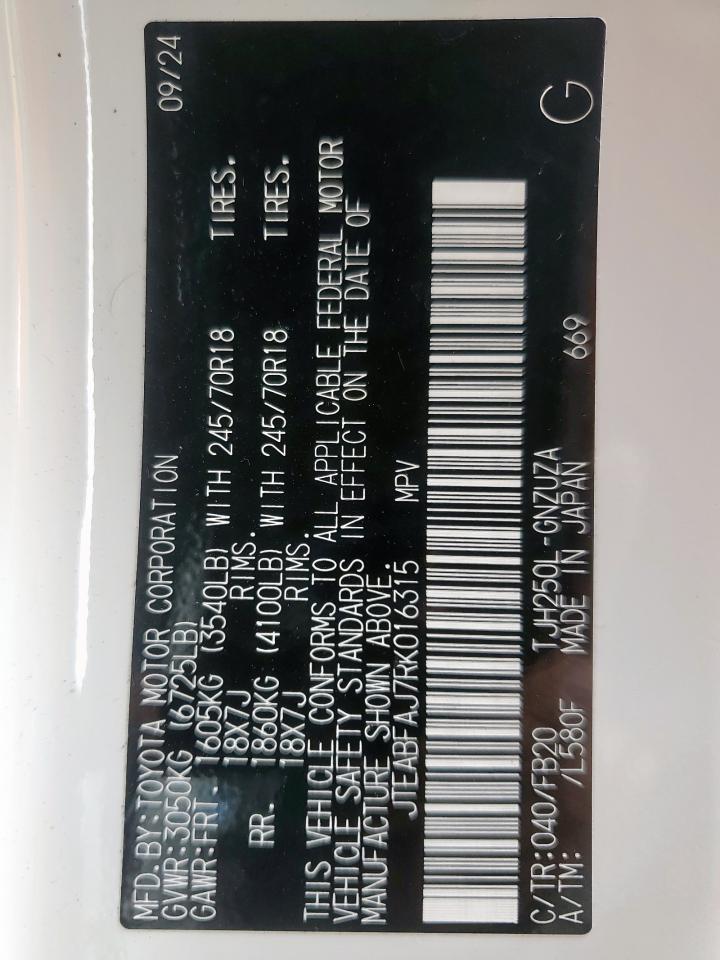 MFD.BY:TOYOTA MOTOR CORPORATION 09/24
GVWR:3050KG (6725LB)
GAWR:FRT. 1605KG (3540LB) WITH 245/70R18 TIRES.
18X7J RIMS.
RR. 1860KG (4100LB) WITH 245/70R18 TIRES.
18X7J RIMS.
THIS VEHICLE CONFORMS TO ALL APPLICABLE FEDERAL MOTOR
VEHICLE SAFETY STANDARDS IN EFFECT ON THE DATE OF
MANUFACTURE SHOWN ABOVE.
JTEABFAJ7RK016315 MPV
C/TR:040/FB20 TJH250L-GNZUZA G
A/TM: /L580F MADE IN JAPAN 669